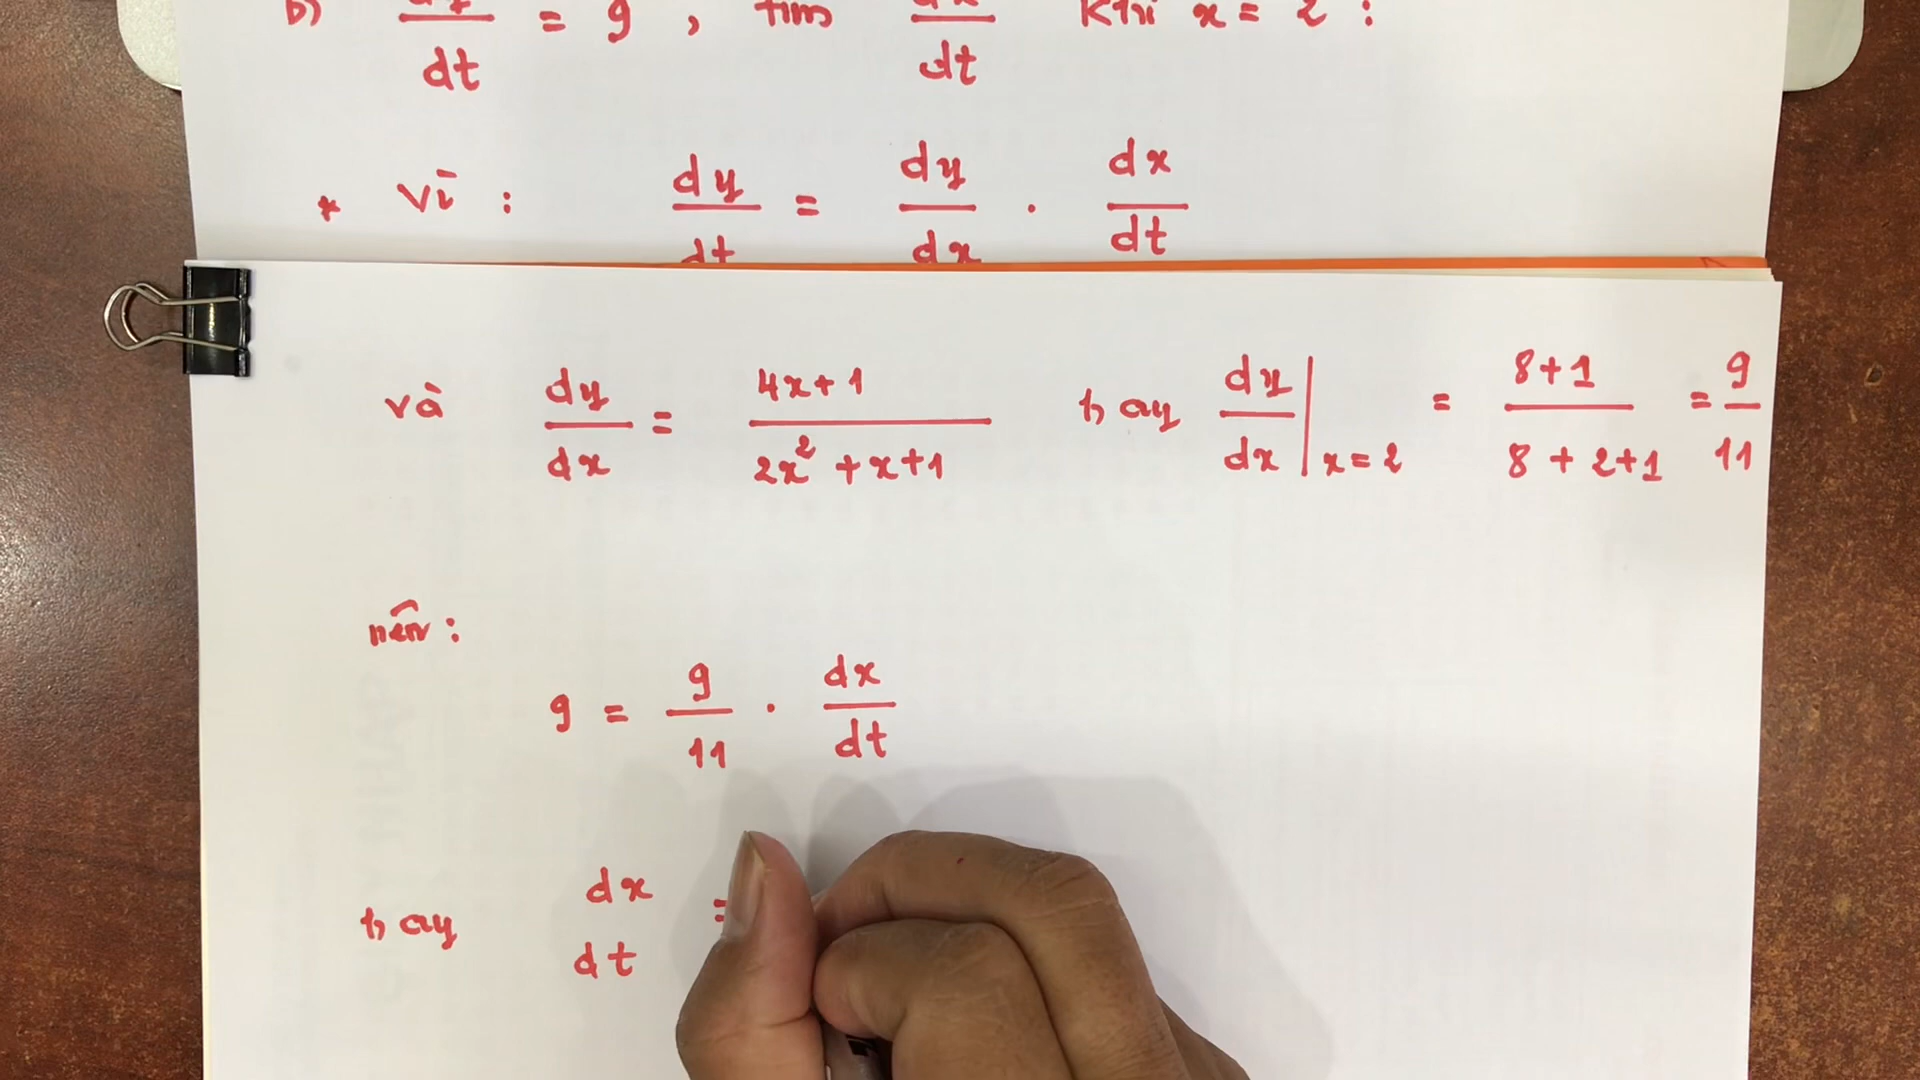 b) dy/dt = 9, tìm dx/dt khi x = 2 :
* Vì : dy/dt = dy/dx . dx/dt
và dy/dx = (4x+1)/(2x²+x+1) hay dy/dx|x=2 = (8+1)/(8+2+1) = 9/11
nên :
9 = 9/11 . dx/dt
hay dx dt =